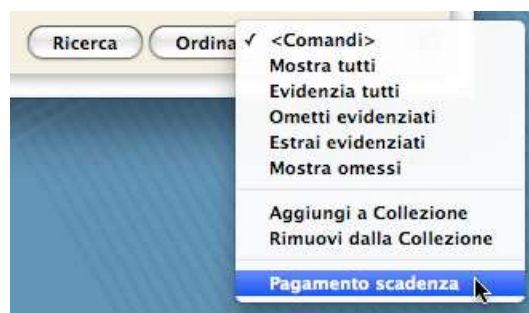 Ricerca
Ordina
✓ <Comandi>
Mostra tutti
Evidenzia tutti
Ometti evidenziati
Estrai evidenziati
Mostra omessi
Aggiungi a Collezione
Rimuovi dalla Collezione
Pagamento scadenza